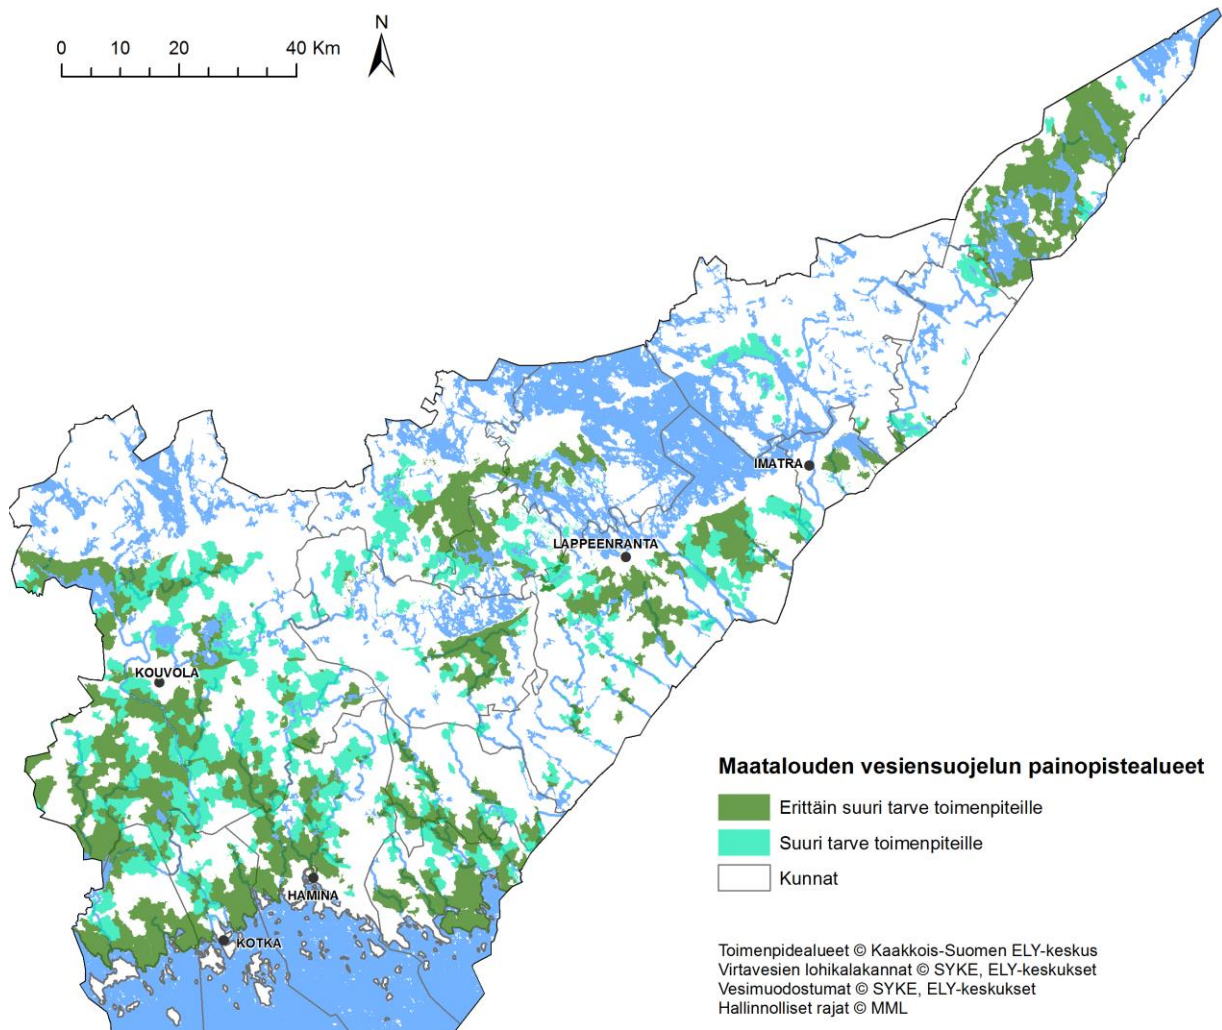 N
0 10 20 40 Km
IMATRA
LAPPEENRANTA
KOUVOLA
HAMINA
KOTKA
Maatalouden vesiensuojelun painopistealueet
Erittäin suuri tarve toimenpiteille
Suuri tarve toimenpiteille
Kunnat
Toimenpidealueet © Kaakkois-Suomen ELY-keskus
Virtavesien lohikalakannat © SYKE, ELY-keskukset
Vesimuodostumat © SYKE, ELY-keskukset
Hallinnolliset rajat © MML